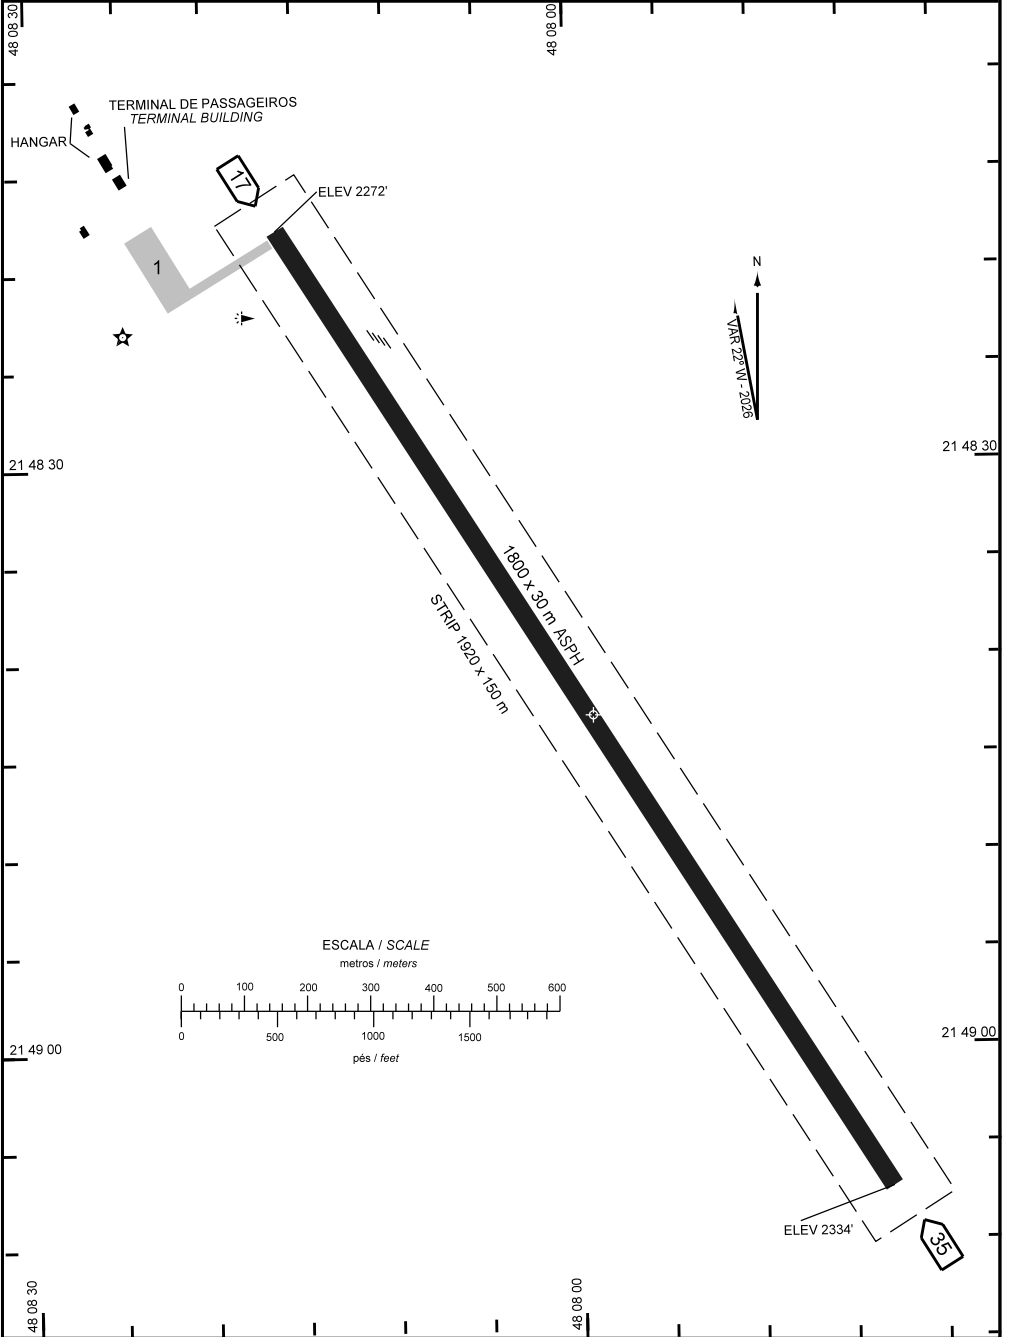 48 08 30
48 08 00
TERMINAL DE PASSAGEIROS
TERMINAL BUILDING
HANGAR
17
ELEV 2272'
1
N
VAR 22º W - 2026
21 48 30
21 48 30
1800 x 30 m ASPH
STRIP 1920 x 150 m
ESCALA / SCALE
metros / meters
0 100 200 300 400 500 600
0 500 1000 1500
pés / feet
21 49 00
21 49 00
ELEV 2334'
35
48 08 30
48 08 00